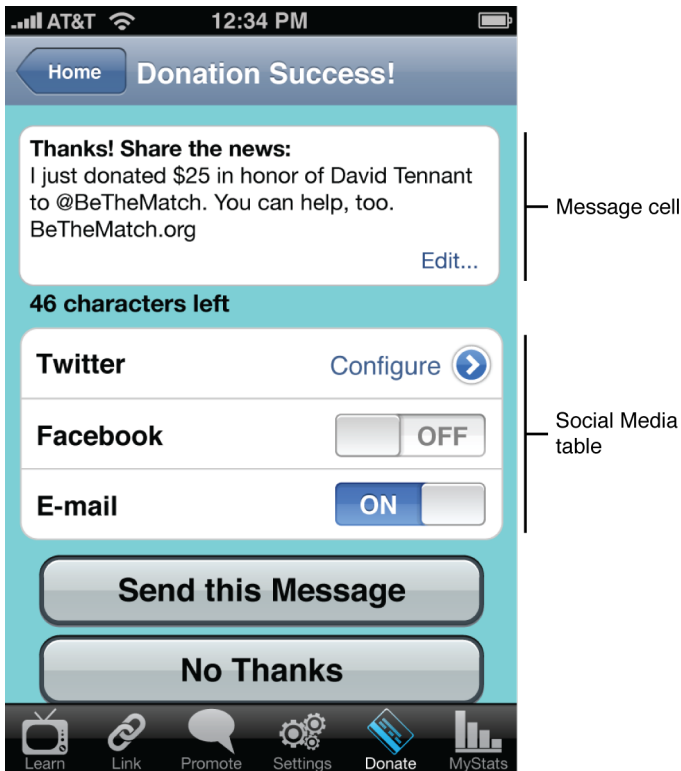 AT&T 12:34 PM
Home Donation Success!
Thanks! Share the news:
I just donated $25 in honor of David Tennant
to @BeTheMatch. You can help, too.
BeTheMatch.org
Edit...
Message cell
46 characters left
Twitter Configure
Facebook OFF
Social Media
table
E-mail ON
Send this Message
No Thanks
Learn Link Promote Settings Donate MyStats